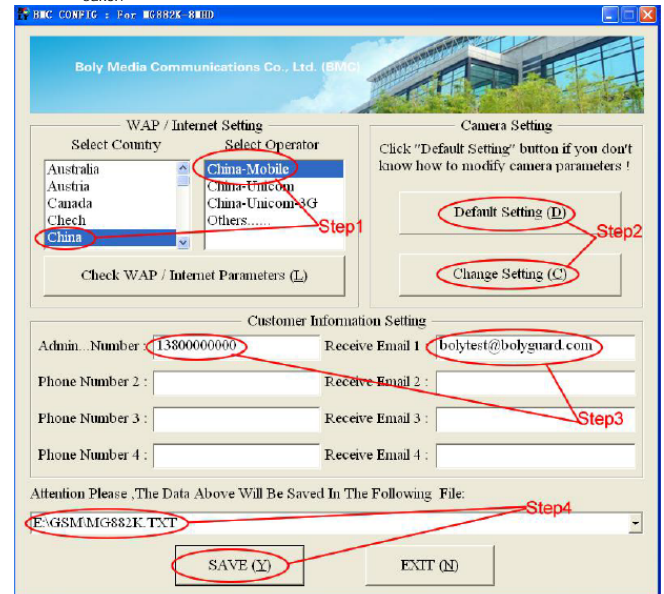 BMC CONFIG : For MG882K-8MHD
Boly Media Communications Co., Ltd. (BMC)
WAP / Internet Setting
Select Country
Select Operator
Australia
Austria
Canada
Chech
China
China-Mobile
China-Unicom
China-Unicom-3G
Others......
Step1
Check WAP / Internet Parameters (L)
Camera Setting
Click "Default Setting" button if you don't
know how to modify camera parameters !
Default Setting (D)
Step2
Change Setting (C)
Customer Information Setting
Admin...Number : 13800000000
Receive Email 1 : bolytest@bolyguard.com
Phone Number 2 :
Receive Email 2 :
Phone Number 3 :
Receive Email 3 :
Step3
Phone Number 4 :
Receive Email 4 :
Attention Please ,The Data Above Will Be Saved In The Following File:
Step4
E:\GSM\MG882K.TXT
SAVE (Y)
EXIT (N)